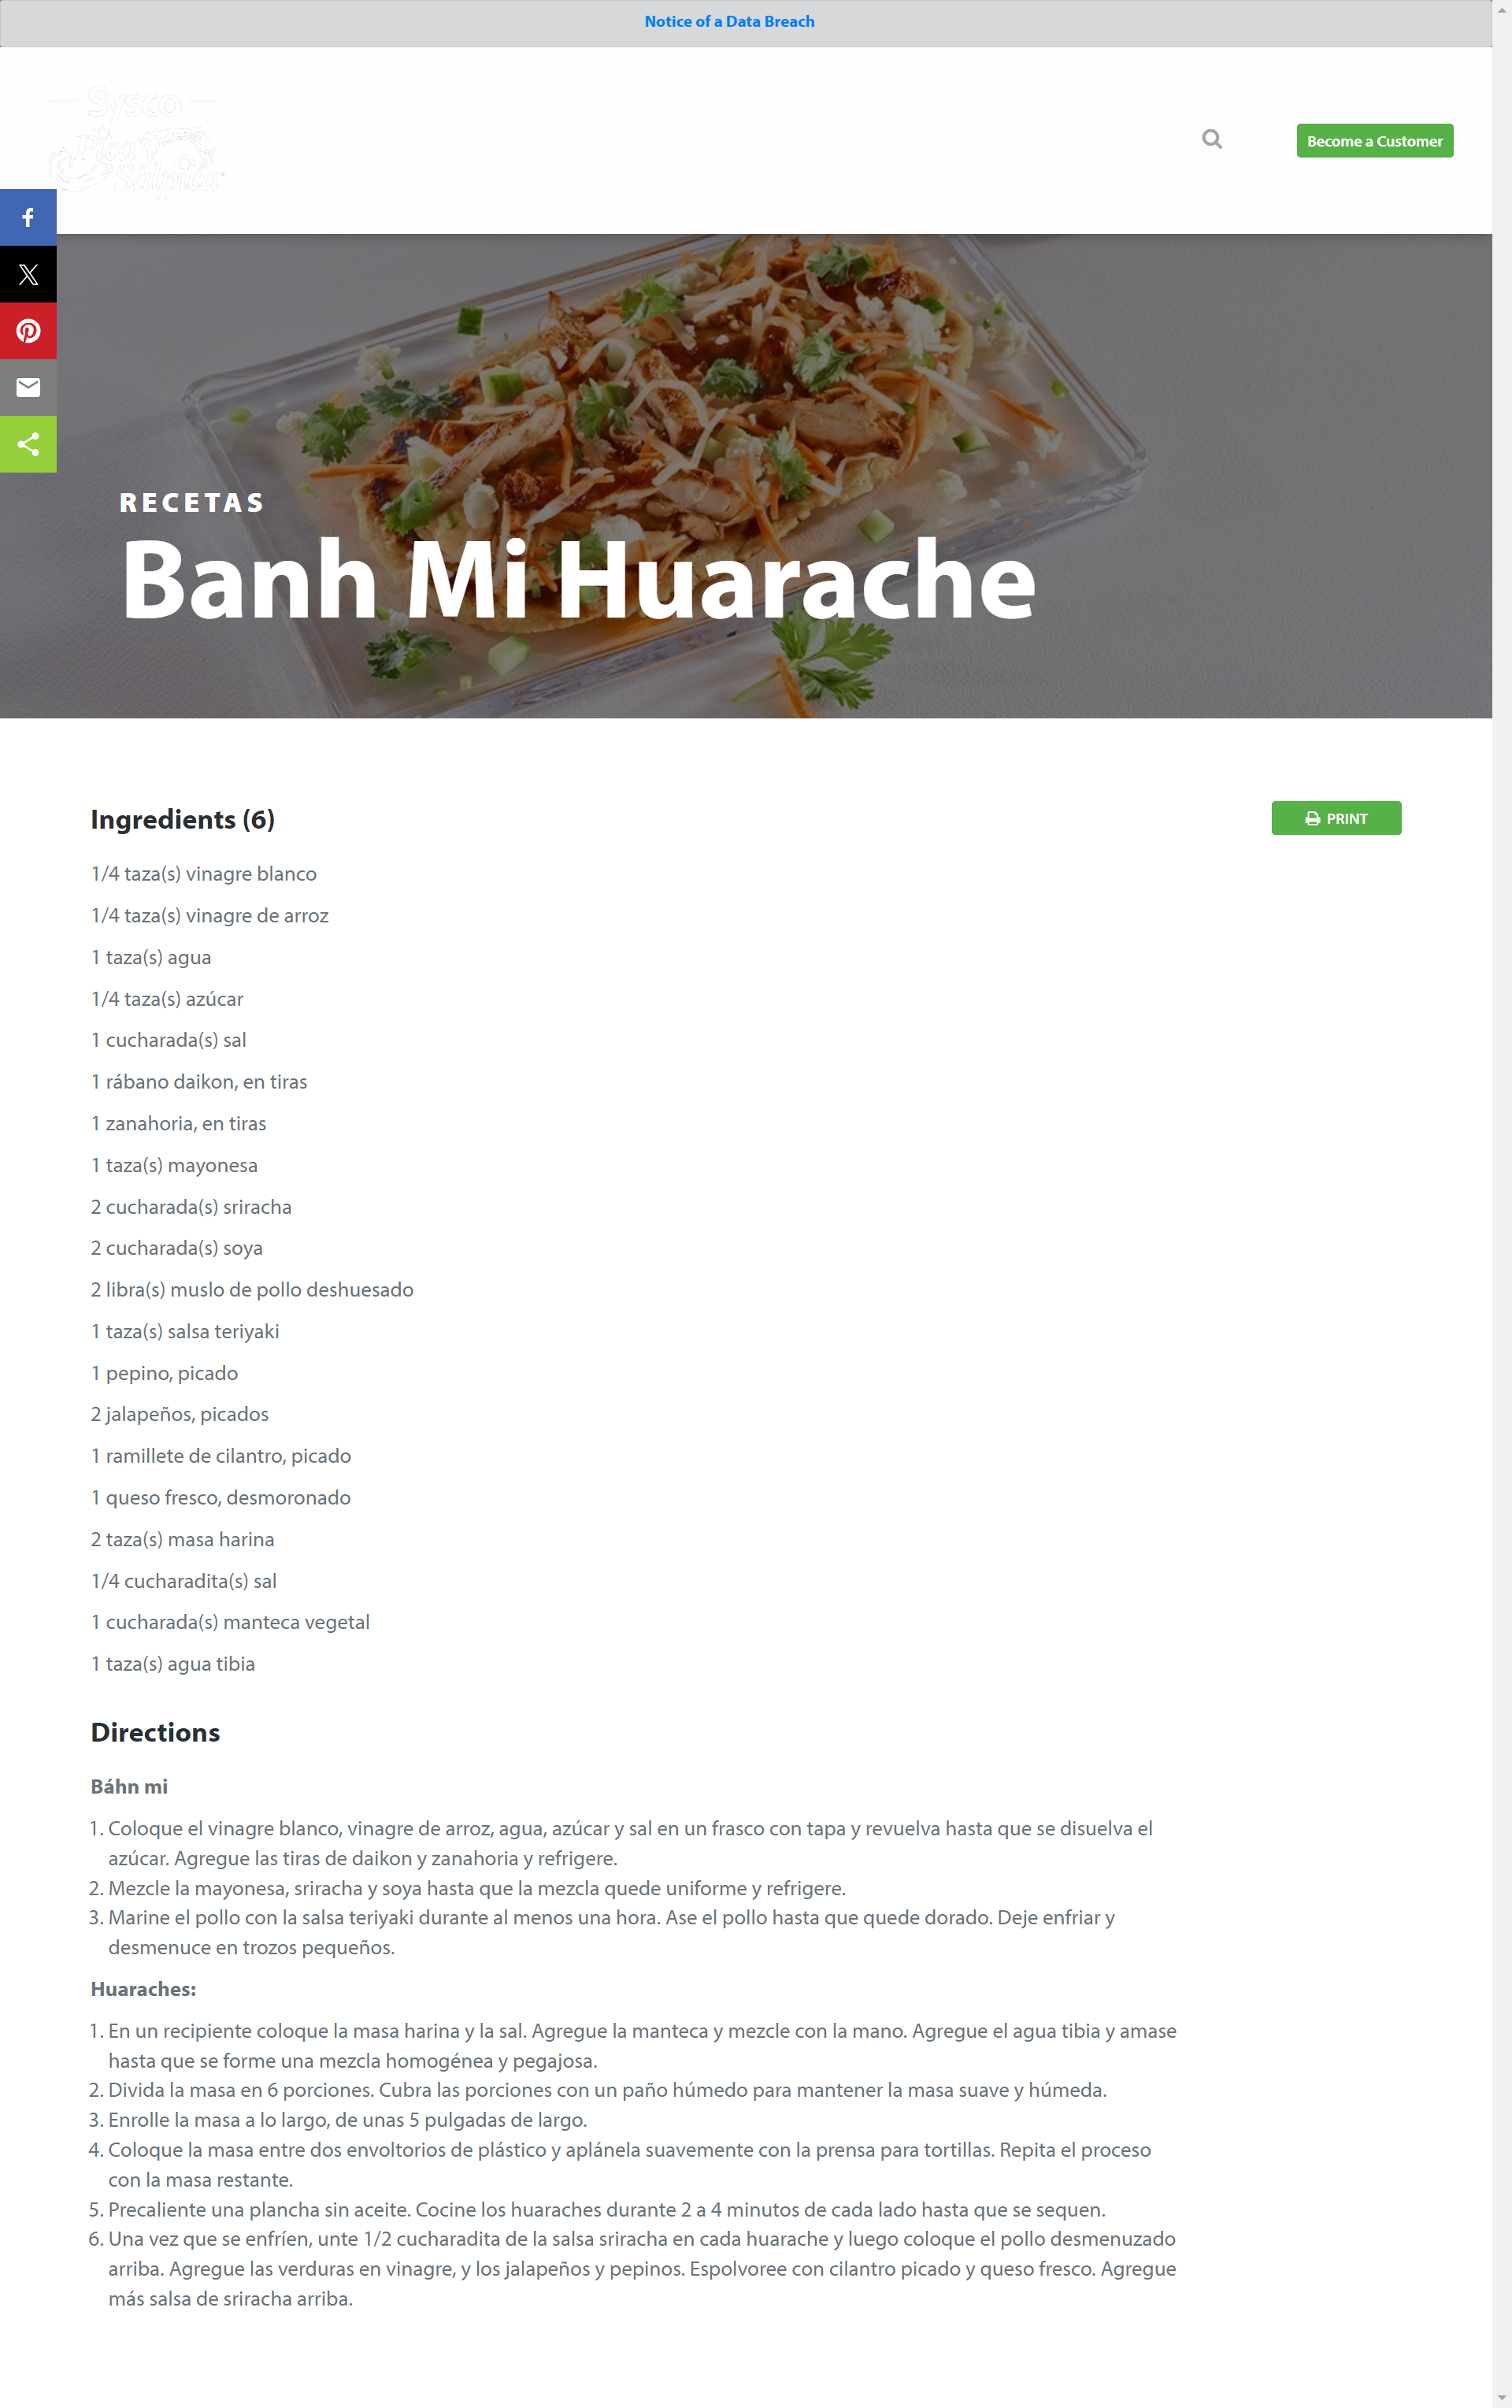 Notice of a Data Breach
Sysco
Pica y
Salpica
Become a Customer
RECETAS
Banh Mi Huarache
Ingredients (6)
PRINT
1/4 taza(s) vinagre blanco
1/4 taza(s) vinagre de arroz
1 taza(s) agua
1/4 taza(s) azúcar
1 cucharada(s) sal
1 rábano daikon, en tiras
1 zanahoria, en tiras
1 taza(s) mayonesa
2 cucharada(s) sriracha
2 cucharada(s) soya
2 libra(s) muslo de pollo deshuesado
1 taza(s) salsa teriyaki
1 pepino, picado
2 jalapeños, picados
1 ramillete de cilantro, picado
1 queso fresco, desmoronado
2 taza(s) masa harina
1/4 cucharadita(s) sal
1 cucharada(s) manteca vegetal
1 taza(s) agua tibia
Directions
Báhn mi
1. Coloque el vinagre blanco, vinagre de arroz, agua, azúcar y sal en un frasco con tapa y revuelva hasta que se disuelva el
azúcar. Agregue las tiras de daikon y zanahoria y refrigere.
2. Mezcle la mayonesa, sriracha y soya hasta que la mezcla quede uniforme y refrigere.
3. Marine el pollo con la salsa teriyaki durante al menos una hora. Ase el pollo hasta que quede dorado. Deje enfriar y
desmenuce en trozos pequeños.
Huaraches:
1. En un recipiente coloque la masa harina y la sal. Agregue la manteca y mezcle con la mano. Agregue el agua tibia y amase
hasta que se forme una mezcla homogénea y pegajosa.
2. Divida la masa en 6 porciones. Cubra las porciones con un paño húmedo para mantener la masa suave y húmeda.
3. Enrolle la masa a lo largo, de unas 5 pulgadas de largo.
4. Coloque la masa entre dos envoltorios de plástico y aplánela suavemente con la prensa para tortillas. Repita el proceso
con la masa restante.
5. Precaliente una plancha sin aceite. Cocine los huaraches durante 2 a 4 minutos de cada lado hasta que se sequen.
6. Una vez que se enfríen, unte 1/2 cucharadita de la salsa sriracha en cada huarache y luego coloque el pollo desmenuzado
arriba. Agregue las verduras en vinagre, y los jalapeños y pepinos. Espolvoree con cilantro picado y queso fresco. Agregue
más salsa de sriracha arriba.